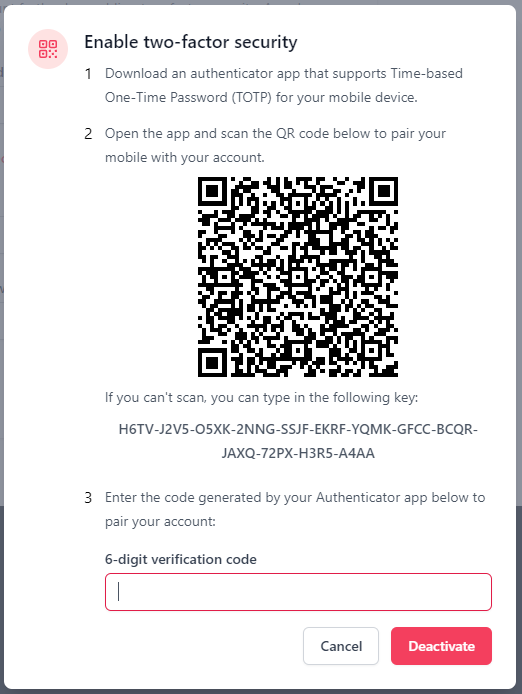 Enable two-factor security
1 Download an authenticator app that supports Time-based
One-Time Password (TOTP) for your mobile device.
2 Open the app and scan the QR code below to pair your
mobile with your account.
If you can't scan, you can type in the following key:
H6TV-J2V5-O5XK-2NNG-SSJF-EKRF-YQMK-GFCC-BCQR-
JAXQ-72PX-H3R5-A4AA
3 Enter the code generated by your Authenticator app below to
pair your account:
6-digit verification code
Cancel Deactivate